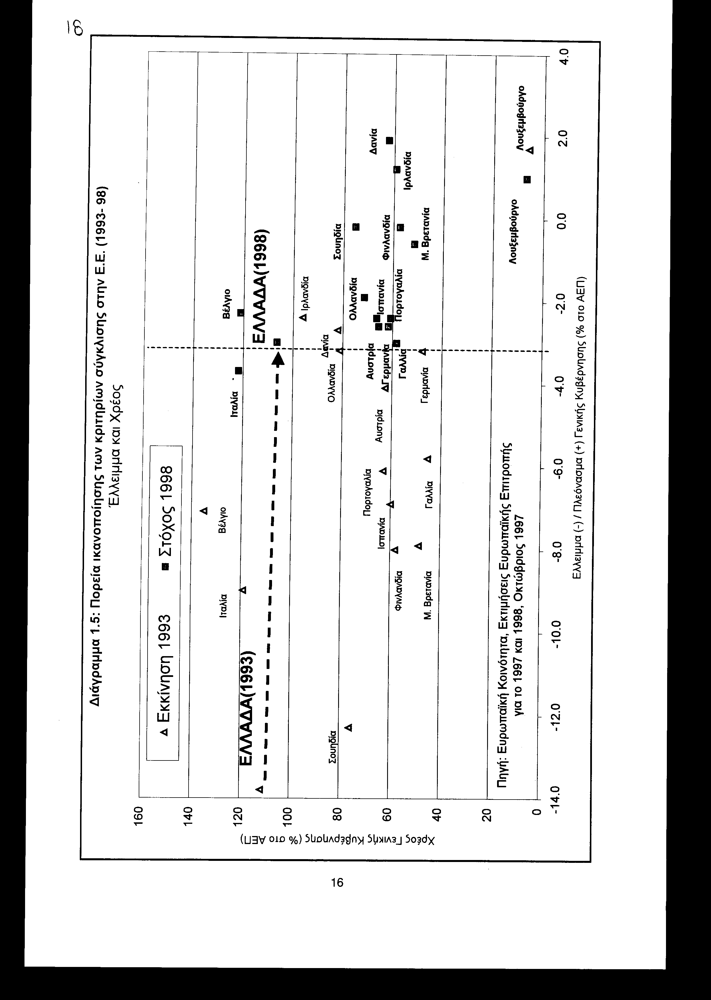 18
Διάγραμμα 1.5: Πορεία ικανοποίησης των κριτηρίων σύγκλισης στην Ε.Ε. (1993- 98)
Έλλειμμα και Χρέος
Εκκίνηση 1993
Στόχος 1998
Χρέος Γενικής Κυβέρνησης (% στο ΑΕΠ)
160
140
120
100
80
60
40
20
0
Βέλγιο
Ιταλία
ΕΛΛΑΔΑ(1993)
Σουηδία
Ιταλία
Βέλγιο
ΕΛΛΑΔΑ(1998)
Ιρλανδία
Δανία
Ολλανδία
Σουηδία
Ολλανδία
Δανία
Πορτογαλία
Ισπανία
Αυστρία
Αυστρία
Γερμανία
Ισπανία
Φινλανδία
Πορτογαλία
Γαλλία
Ιρλανδία
Φινλανδία
Μ. Βρετανία
Γαλλία
Γερμανία
Μ. Βρετανία
Λουξεμβούργο
Λουξεμβούργο
Πηγή: Ευρωπαϊκή Κοινότητα, Εκτιμήσεις Ευρωπαϊκής Επιτροπής
για το 1997 και 1998, Οκτώβριος 1997
-14.0
-12.0
-10.0
-8.0
-6.0
-4.0
-2.0
0.0
2.0
4.0
Ελλειμμα (-) / Πλεόνασμα (+) Γενικής Κυβέρνησης (% στο ΑΕΠ)
16